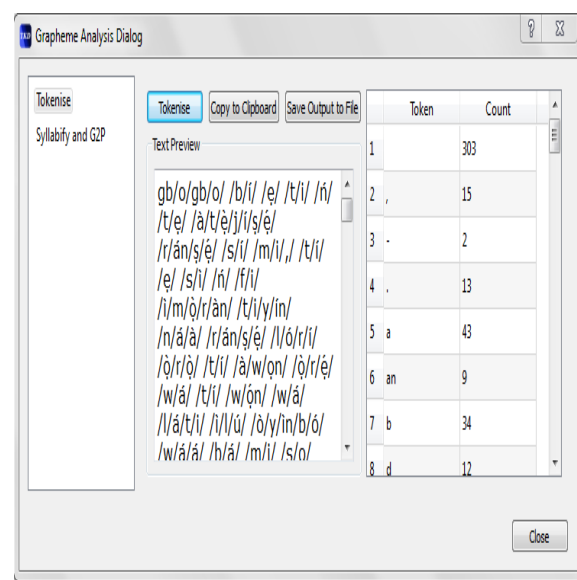 Grapheme Analysis Dialog
Tokenise
Syllabify and G2P
Tokenise Copy to Clipboard Save Output to File
Text Preview
gb/o/gb/o/ /b/í/ /ẹ/ /t/i/ /ń/
/t/ẹ/ /à/t/ẹ̀/j/í/ṣ/ẹ́/
/r/án/ṣ/ẹ́/ /s/í/ /m/i/,/ /t/í/
/ẹ/ /s/ì/ /ń/ /f/i/
/ì/m/ọ̀/r/àn/ /t/i/y/ín/
/n/á/à/ /r/án/ṣ/ẹ́/ /l/ó/r/í/
/ọ̀/r/ọ̀/ /t/í/ /à/w/ọn/ /ọ̀/r/ẹ́/
/w/á/ /t/í/ /w/ọ́n/ /w/á/
/l/á/t/i/ /ì/l/ú/ /ò/y/ìn/b/ó/
/w/á/á/ /b/á/ /m/i/ /s/o/
Token Count
1 303
2 , 15
3 - 2
4 . 13
5 a 43
6 an 9
7 b 34
8 d 12
Close